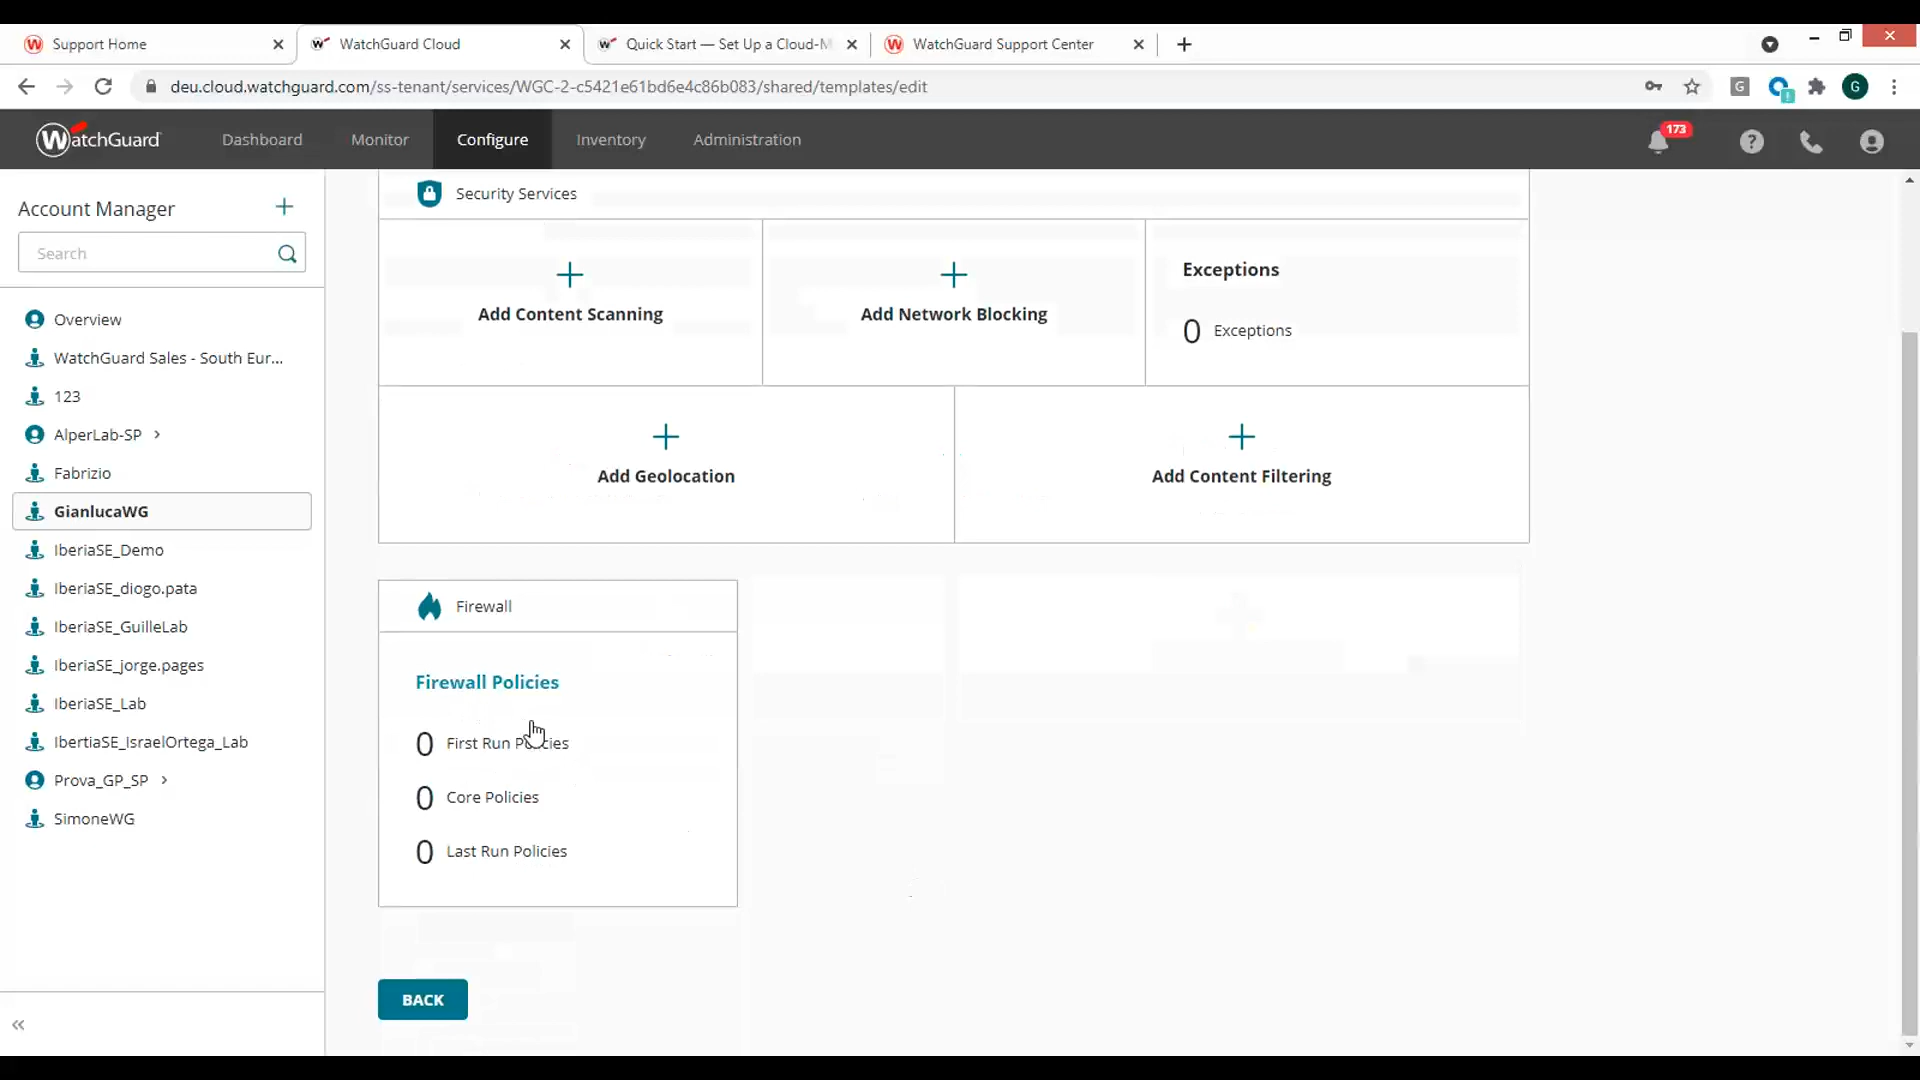 Support Home
WatchGuard Cloud
Quick Start — Set Up a Cloud-M
WatchGuard Support Center
deu.cloud.watchguard.com/ss-tenant/services/WGC-2-c5421e61bd6e4c86b083/shared/templates/edit
G
G
WatchGuard
Dashboard
Monitor
Configure
Inventory
Administration
173
Account Manager
Search
Overview
WatchGuard Sales - South Eur...
123
AlperLab-SP
Fabrizio
GianlucaWG
IberiaSE_Demo
IberiaSE_diogo.pata
IberiaSE_GuilleLab
IberiaSE_jorge.pages
IberiaSE_Lab
IbertiaSE_IsraelOrtega_Lab
Prova_GP_SP
SimoneWG
Security Services
Add Content Scanning
Add Network Blocking
Exceptions
0 Exceptions
Add Geolocation
Add Content Filtering
Firewall
Firewall Policies
0 First Run Policies
0 Core Policies
0 Last Run Policies
BACK